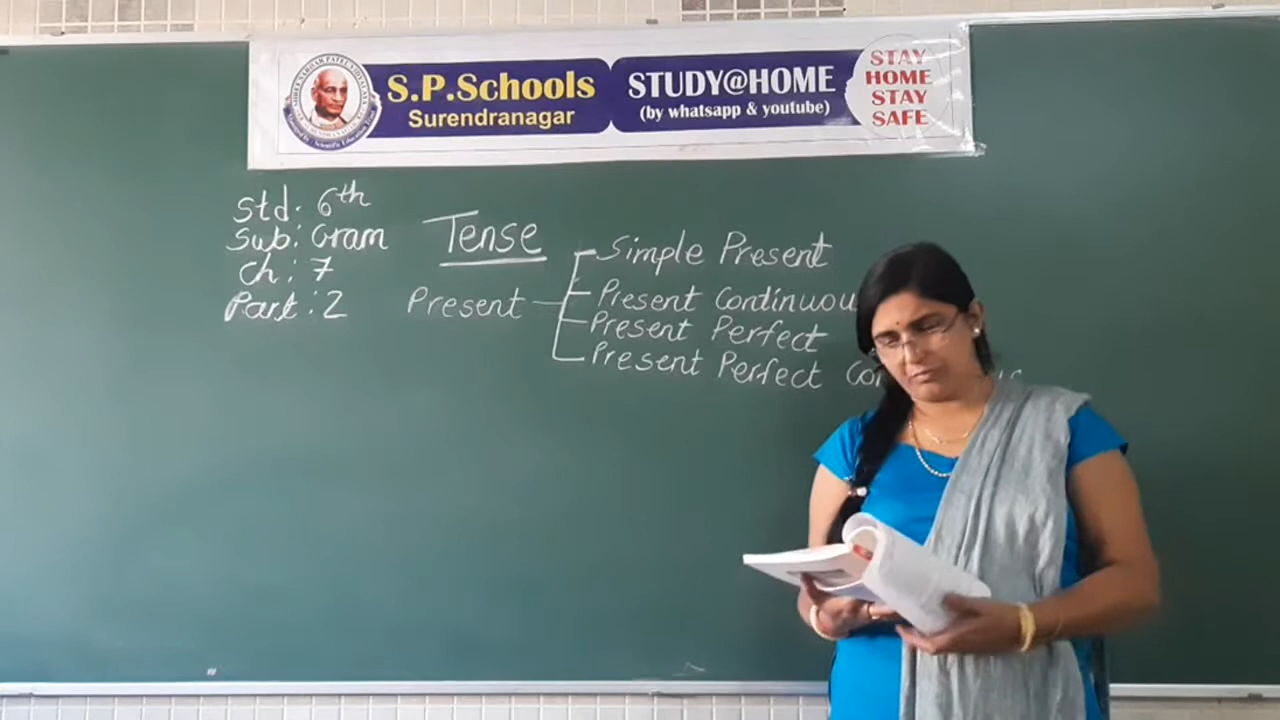 S.P.Schools
Surendranagar
STUDY@HOME
(by whatsapp & youtube)
STAY
HOME
STAY
SAFE
Std. 6th
Sub: Gram
Ch: 7
Part: 2
Tense
Present
Simple Present
Present Continuou
Present Perfect
Present Perfect Co